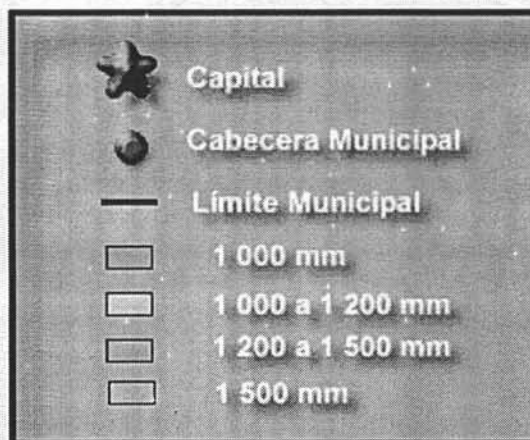 Capital
Cabecera Municipal
Límite Municipal
1 000 mm
1 000 a 1 200 mm
1 200 a 1 500 mm
1 500 mm